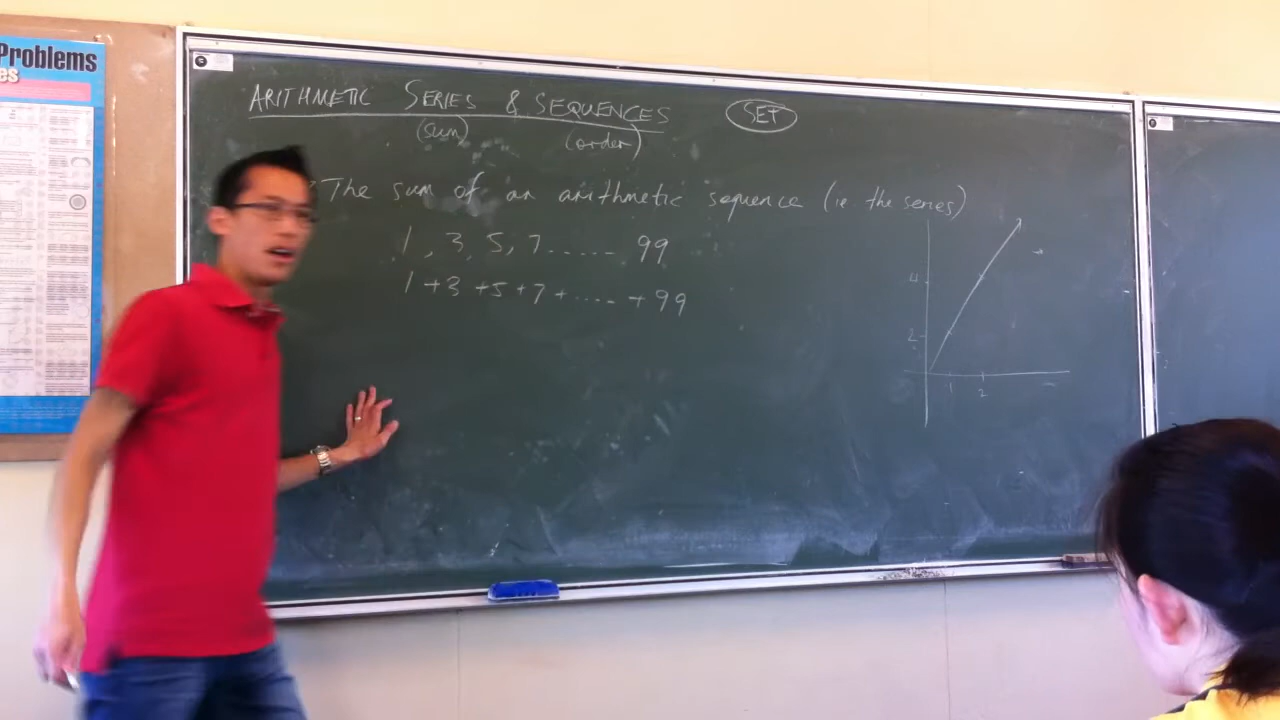 Problems
es
ARITHMETIC SERIES & SEQUENCES
SET
(sum)
(order)
The sum of an arithmetic sequence (ie the series)
1, 3, 5, 7...... 99
1+3+5+7+.....+99
4
2
1
2